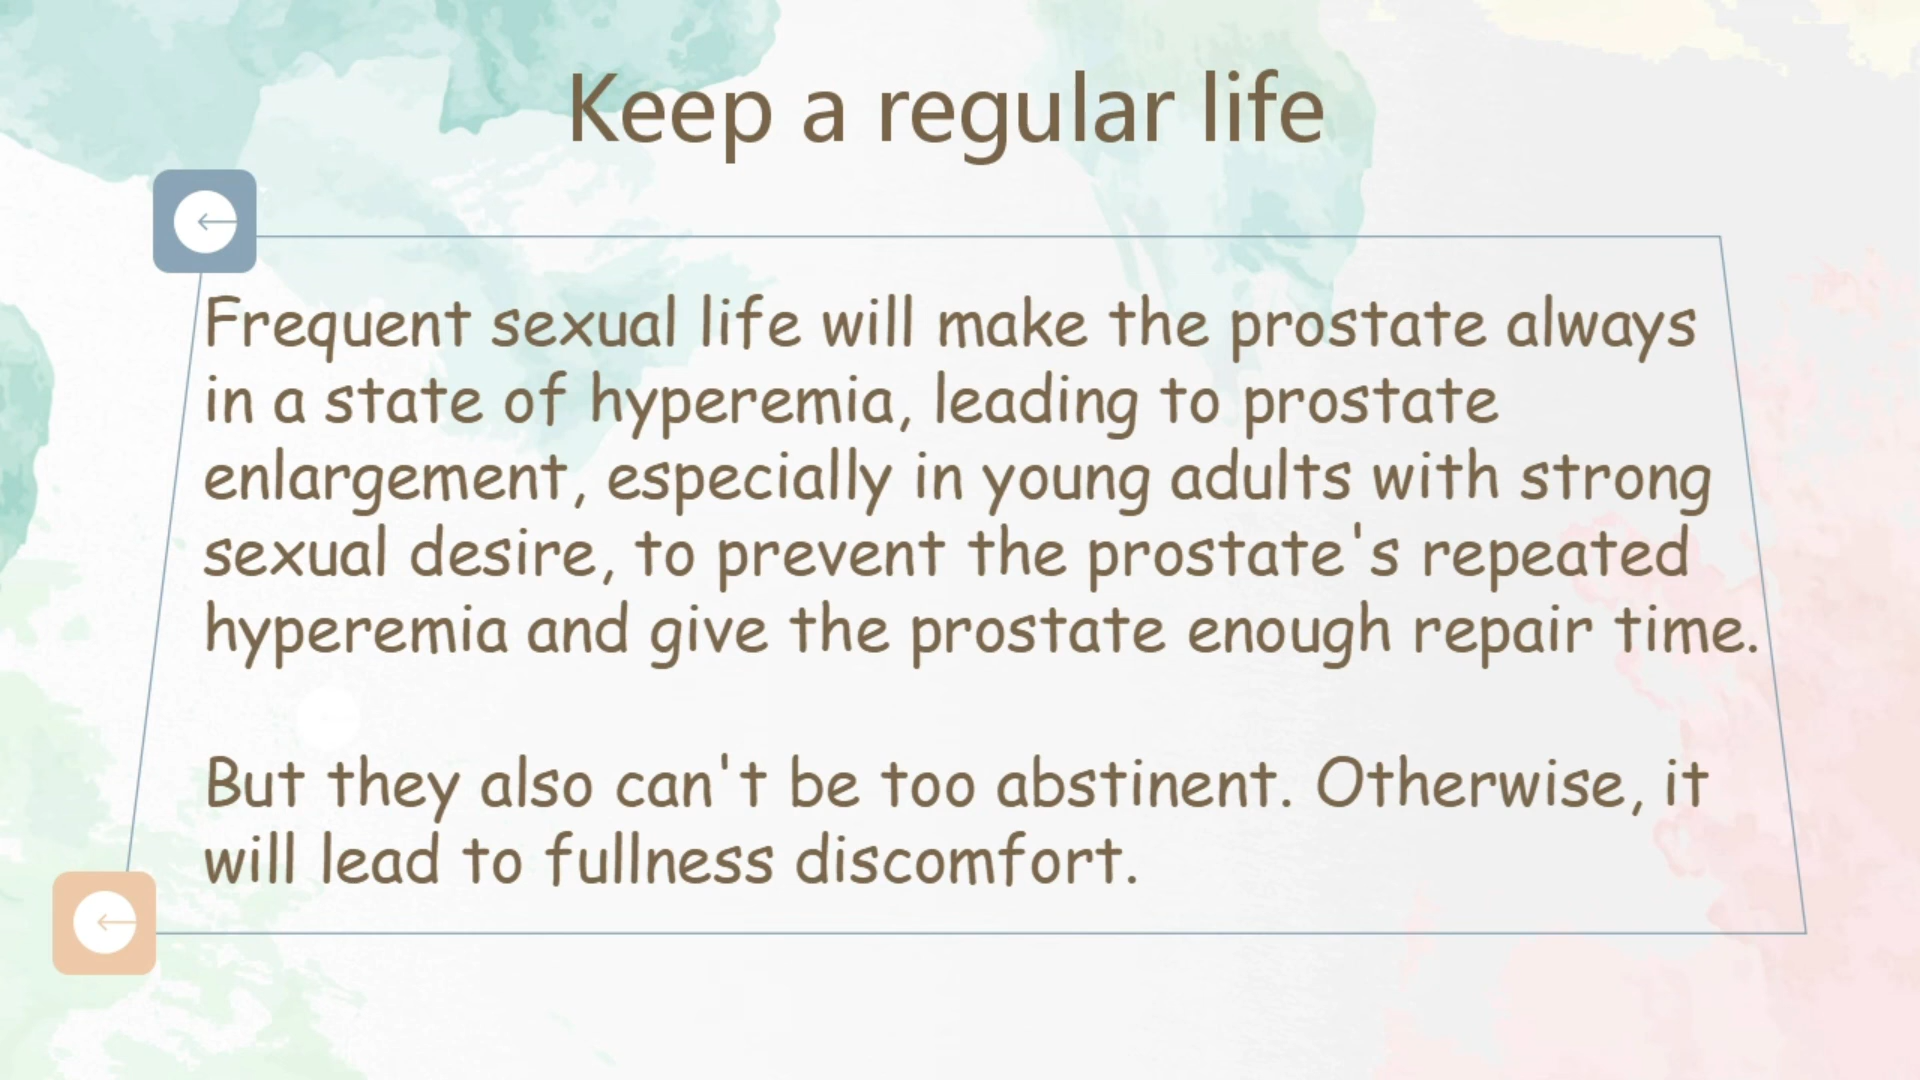 Keep a regular life
Frequent sexual life will make the prostate always
in a state of hyperemia, leading to prostate
enlargement, especially in young adults with strong
sexual desire, to prevent the prostate's repeated
hyperemia and give the prostate enough repair time.
But they also can't be too abstinent. Otherwise, it
will lead to fullness discomfort.